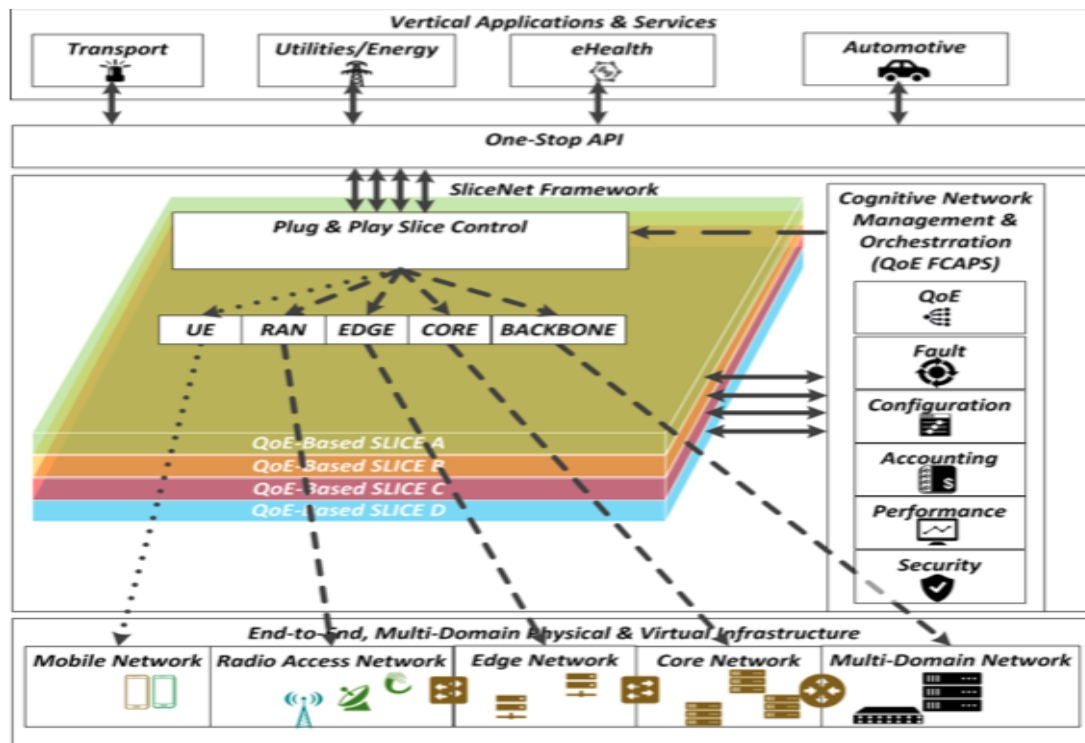 Vertical Applications & Services
Transport
Utilities/Energy
eHealth
Automotive
One-Stop API
SliceNet Framework
Plug & Play Slice Control
UE
RAN
EDGE
CORE
BACKBONE
QoE-Based SLICE A
QoE-Based SLICE B
QoE-Based SLICE C
QoE-Based SLICE D
Cognitive Network
Management &
Orchestrration
(QoE FCAPS)
QoE
Fault
Configuration
Accounting
$
Performance
Security
End-to-End, Multi-Domain Physical & Virtual Infrastructure
Mobile Network
Radio Access Network
Edge Network
Core Network
Multi-Domain Network